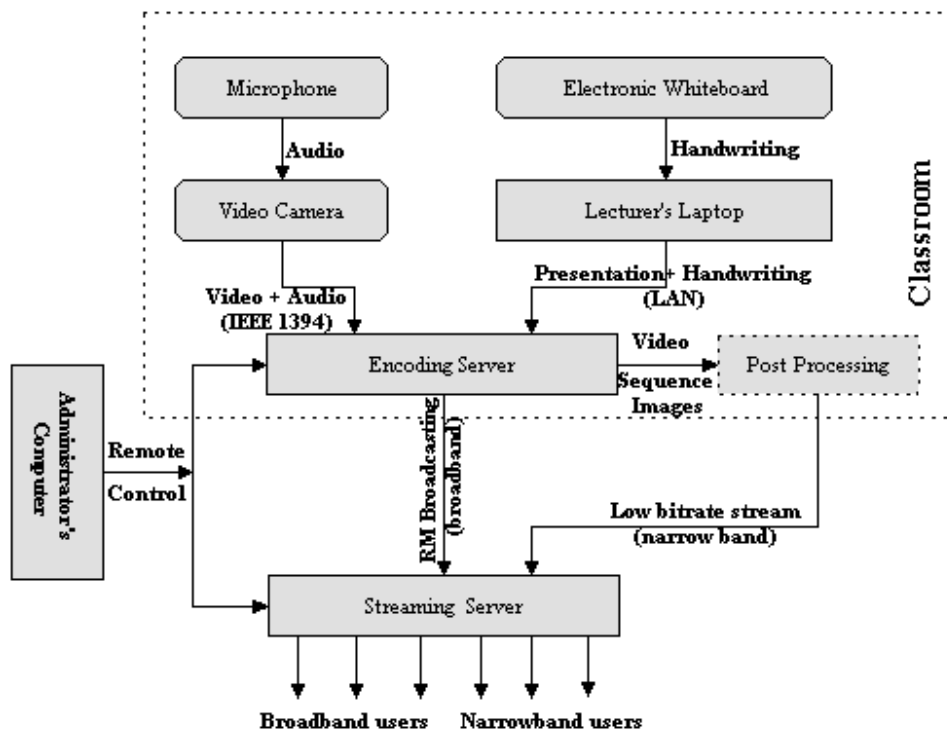 Microphone
Electronic Whiteboard
Audio
Handwriting
Classroom
Video Camera
Lecturer's Laptop
Video + Audio
(IEEE 1394)
Presentation+ Handwriting
(LAN)
Encoding Server
Video
Sequence
Images
Post Processing
Administrator's
Computer
Remote
Control
RM Broadcasting
(broadband)
Low bitrate stream
(narrow band)
Streaming Server
Broadband users
Narrowband users